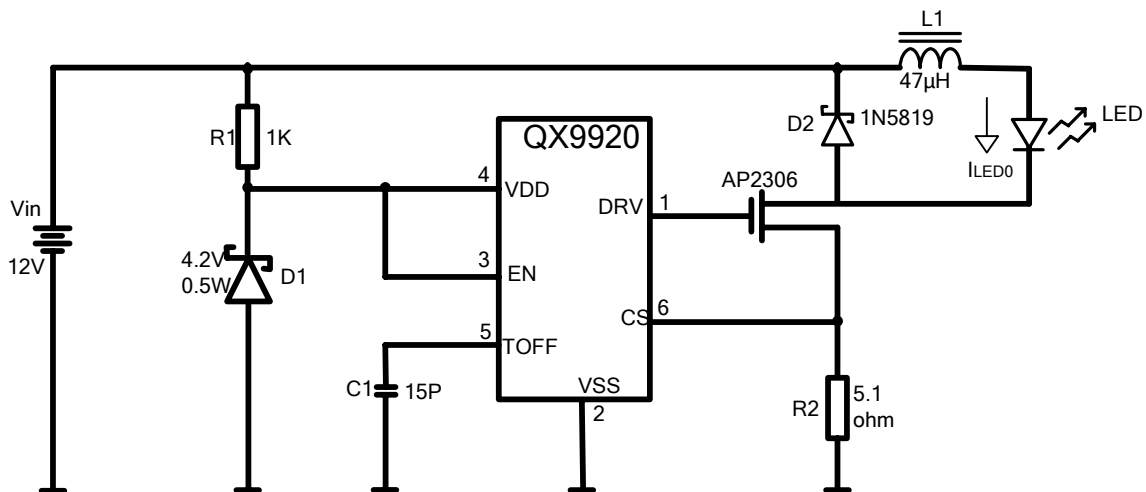 L1
47µH
R1
1K
QX9920
D2
1N5819
LED
ILED0
4
VDD
AP2306
DRV
1
Vin
12V
4.2V
0.5W
D1
3
EN
CS
6
5
TOFF
C1
15P
VSS
2
R2
5.1
ohm